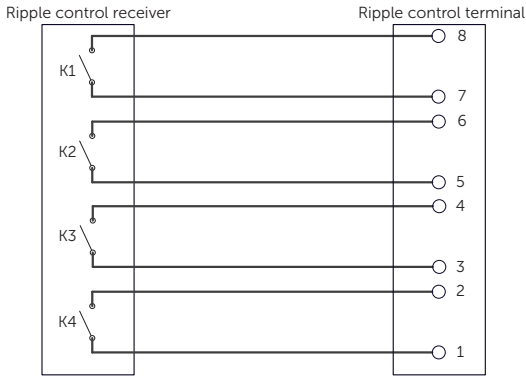 Ripple control receiver
Ripple control terminal
8
K1
7
6
K2
5
4
K3
3
2
K4
1